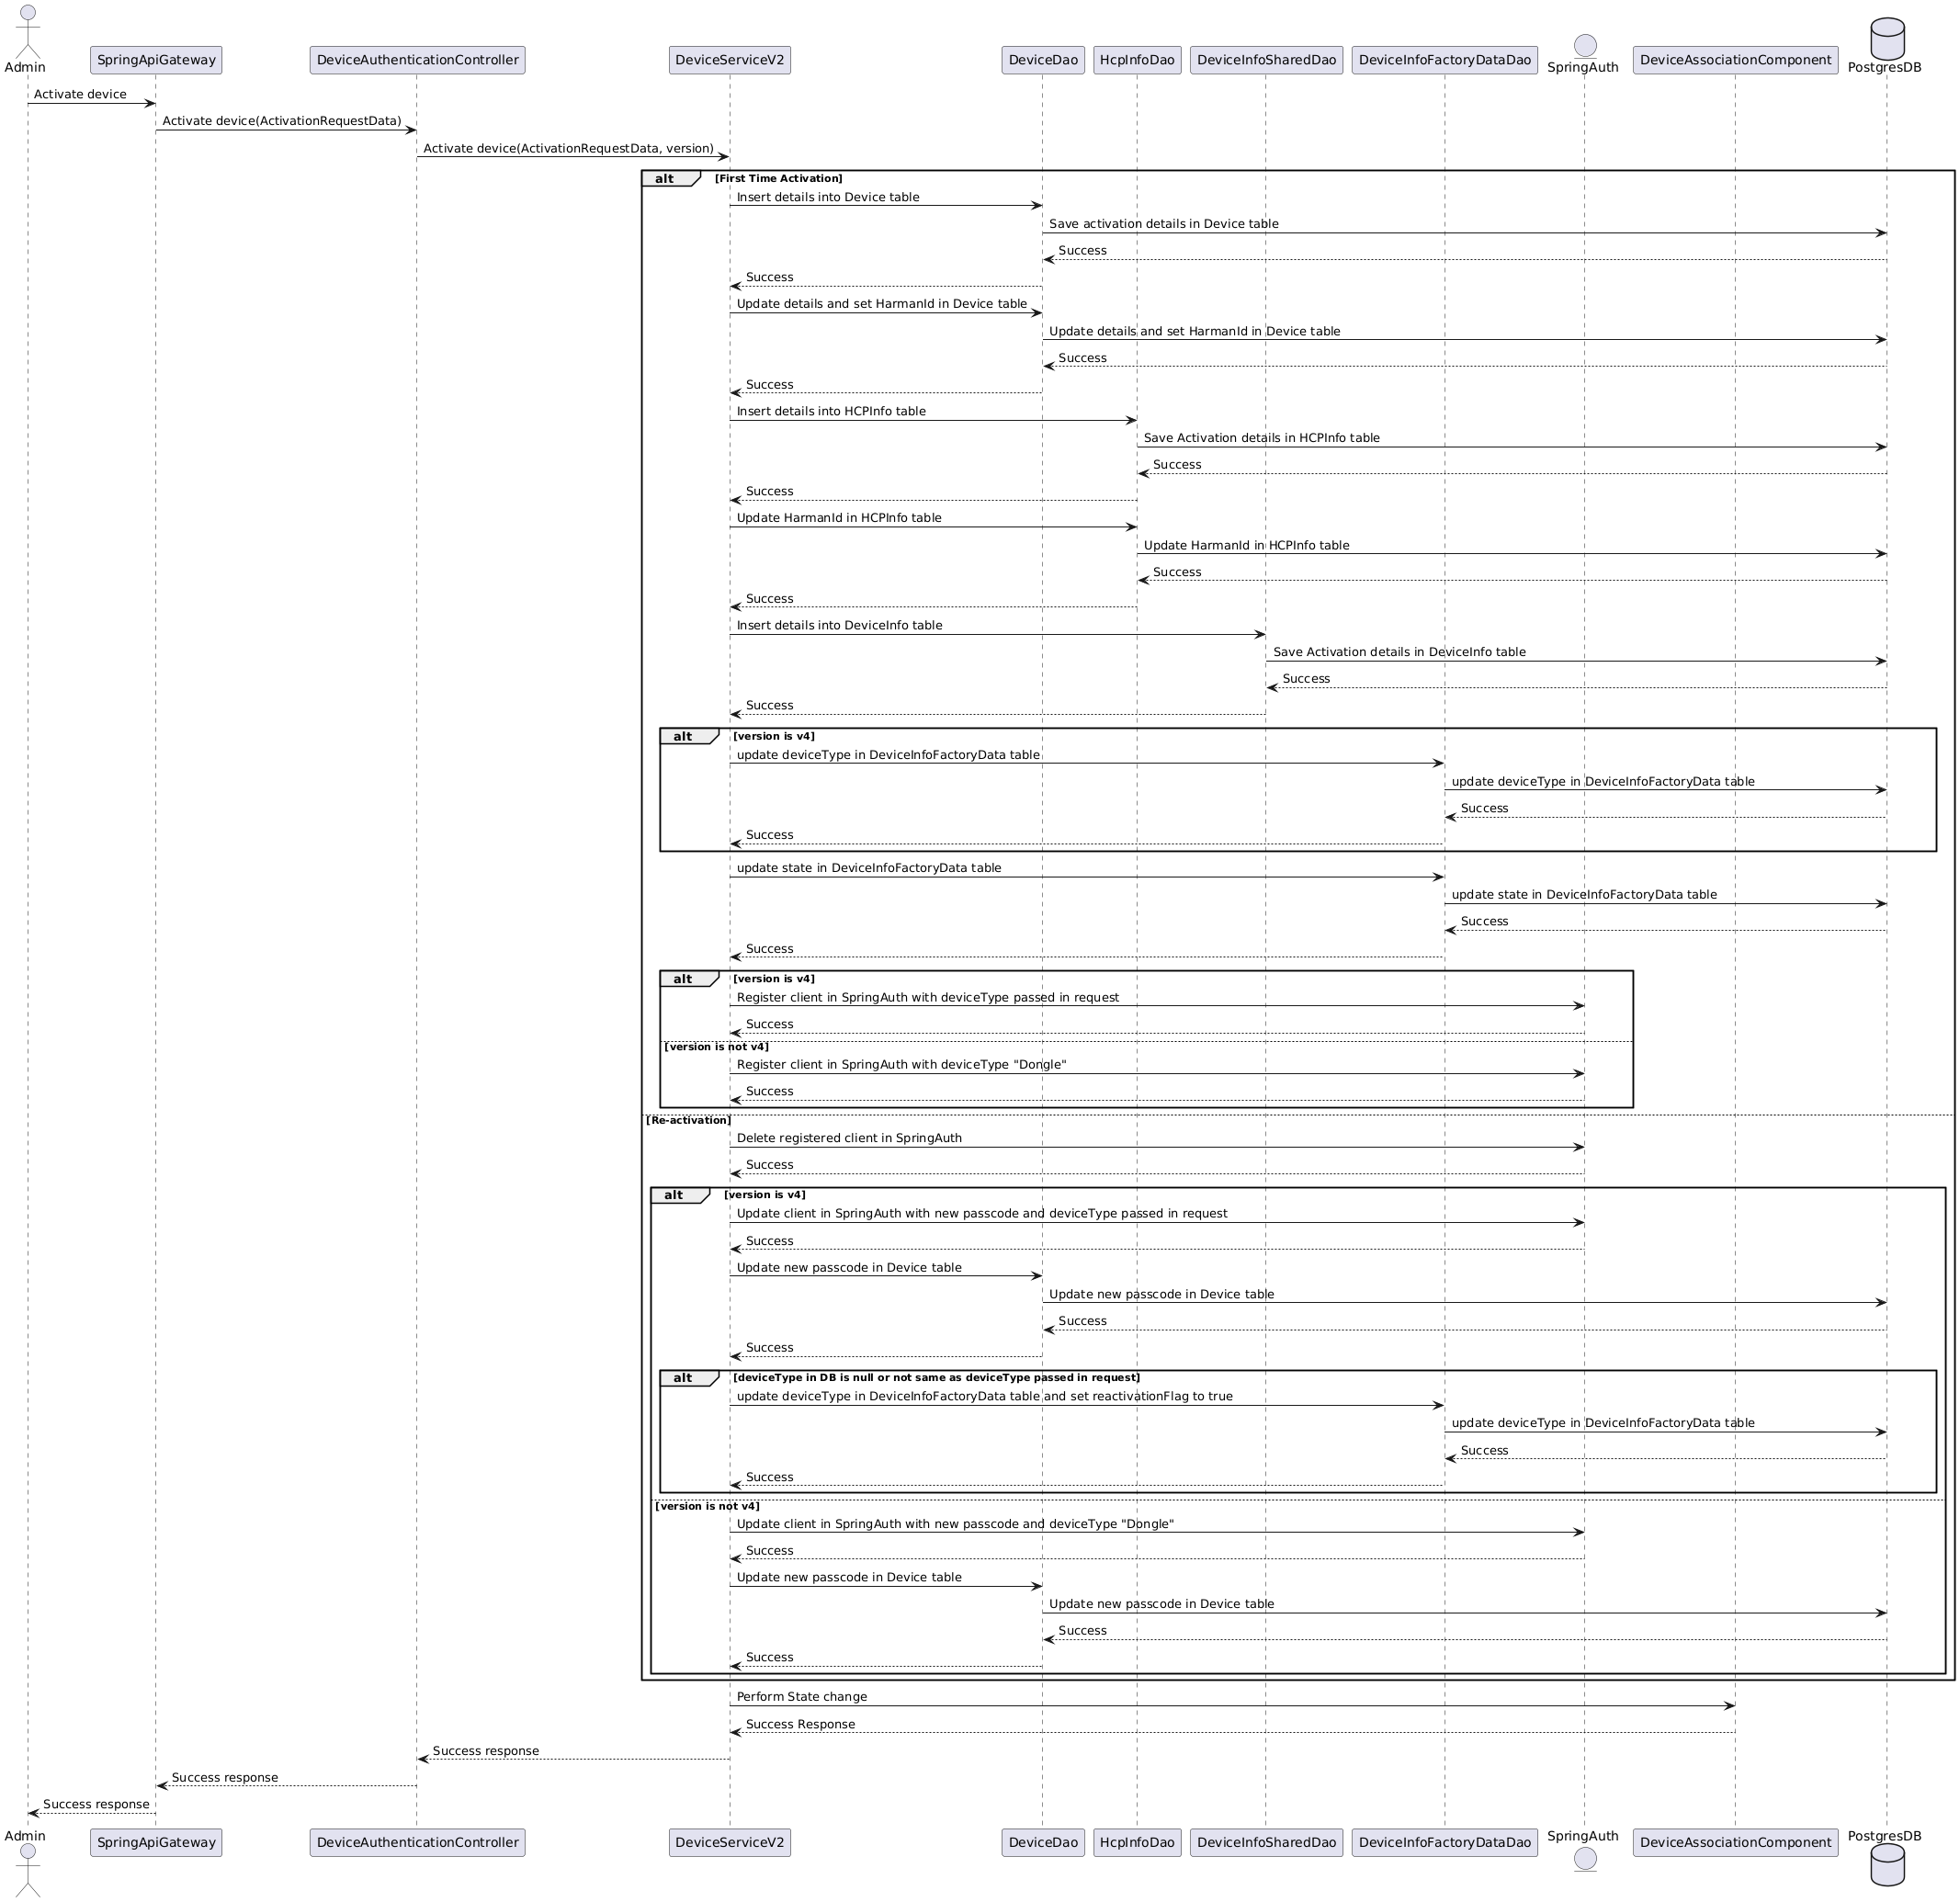 Admin
SpringApiGateway
DeviceAuthenticationController
DeviceServiceV2
DeviceDao
HcpInfoDao
DeviceInfoSharedDao
DeviceInfoFactoryDataDao
SpringAuth
DeviceAssociationComponent
PostgresDB
Activate device
Activate device(ActivationRequestData)
Activate device(ActivationRequestData, version)
alt [First Time Activation]
Insert details into Device table
Save activation details in Device table
Success
Success
Update details and set HarmanId in Device table
Update details and set HarmanId in Device table
Success
Success
Insert details into HCPInfo table
Save Activation details in HCPInfo table
Success
Success
Update HarmanId in HCPInfo table
Update HarmanId in HCPInfo table
Success
Success
Insert details into DeviceInfo table
Save Activation details in DeviceInfo table
Success
Success
alt [version is v4]
update deviceType in DeviceInfoFactoryData table
update deviceType in DeviceInfoFactoryData table
Success
Success
update state in DeviceInfoFactoryData table
update state in DeviceInfoFactoryData table
Success
Success
alt [version is v4]
Register client in SpringAuth with deviceType passed in request
Success
[version is not v4]
Register client in SpringAuth with deviceType "Dongle"
Success
[Re-activation]
Delete registered client in SpringAuth
Success
alt [version is v4]
Update client in SpringAuth with new passcode and deviceType passed in request
Success
Update new passcode in Device table
Update new passcode in Device table
Success
Success
alt [deviceType in DB is null or not same as deviceType passed in request]
update deviceType in DeviceInfoFactoryData table and set reactivationFlag to true
update deviceType in DeviceInfoFactoryData table
Success
Success
[version is not v4]
Update client in SpringAuth with new passcode and deviceType "Dongle"
Success
Update new passcode in Device table
Update new passcode in Device table
Success
Success
Perform State change
Success Response
Success response
Success response
Success response
Admin
SpringApiGateway
DeviceAuthenticationController
DeviceServiceV2
DeviceDao
HcpInfoDao
DeviceInfoSharedDao
DeviceInfoFactoryDataDao
SpringAuth
DeviceAssociationComponent
PostgresDB